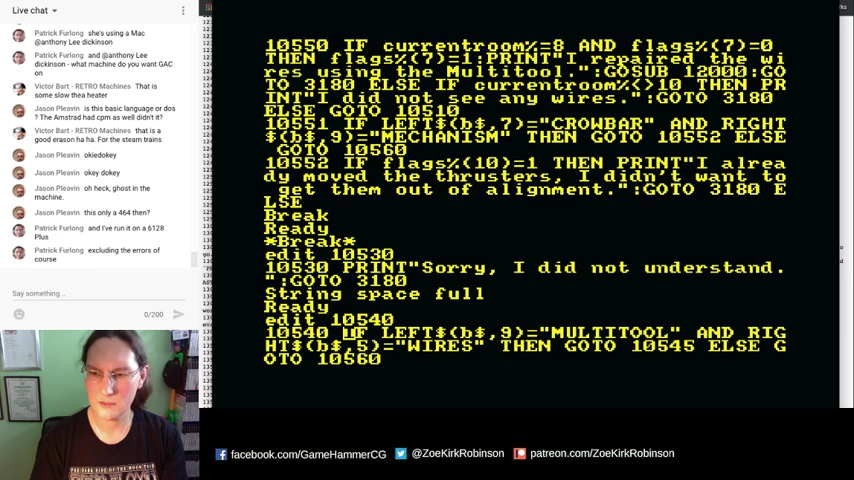 Live chat
Patrick Furlong she's using a Mac
@anthony Lee
dickinson
Patrick Furlong and @anthony Lee
dickinson - what machine do you want GAC
on
Victor Bart - RETRO Machines That is
some slow thea heater
Jason Pleavin is this basic language or dos
? The Amstrad had cpm as well didn't it?
Victor Bart - RETRO Machines that is a
good erason ha ha. For the steam trains
Jason Pleavin okiedokey
Jason Pleavin okey dokey
Jason Pleavin oh heck, ghost in the
machine.
Jason Pleavin this only a 464 then?
Patrick Furlong and I've run it on a 6128
Plus
Patrick Furlong excluding the errors of
course
Say something...
0/200
10550 IF currentroom%=8 AND flags%(7)=0
THEN flags%(7)=1:PRINT"I repaired the wi
res using the Multitool.":GOSUB 12000:GO
TO 3180 ELSE IF currentroom%<>10 THEN PR
INT"I did not see any wires.":GOTO 3180
ELSE GOTO 10510
10551 IF LEFT$(b$,7)="CROWBAR" AND RIGHT
$(b$,9)="MECHANISM" THEN GOTO 10552 ELSE
GOTO 10560
10552 IF flags%(10)=1 THEN PRINT"I alrea
dy moved the thrusters, I didn't want to
get them out of alignment.":GOTO 3180 E
LSE
Break
Ready
*Break*
edit 10530
10530 PRINT"Sorry, I did not understand.
":GOTO 3180
String space full
Ready
edit 10540
10540 IF LEFT$(b$,9)="MULTITOOL" AND RIG
HT$(b$,5)="WIRES" THEN GOTO 10545 ELSE G
OTO 10560
THE DARK SIDE OF THE MOON TOUR
facebook.com/GameHammerCG
@ZoeKirkRobinson
patreon.com/ZoeKirkRobinson